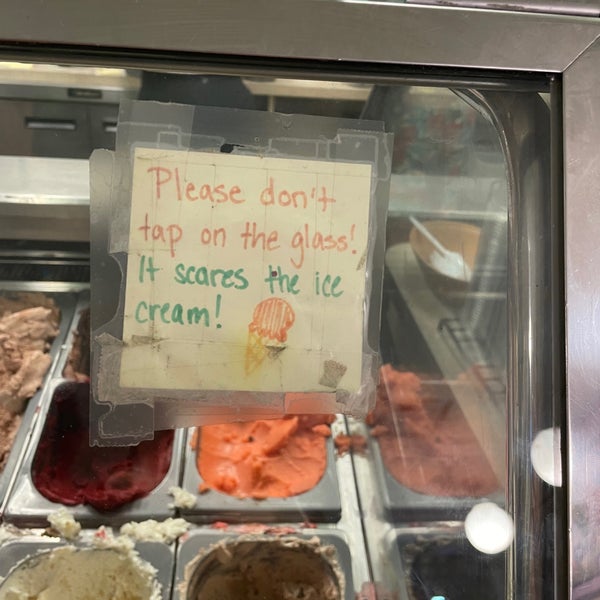 Please don't
tap on the glass!
It scares the ice
cream!